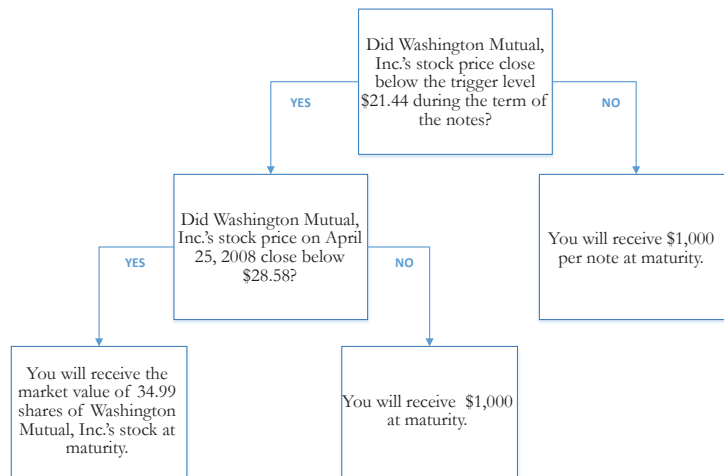 Did Washington Mutual,
Inc.'s stock price close
below the trigger level
$21.44 during the term of
the notes?
YES
NO
Did Washington Mutual,
Inc.'s stock price on April
25, 2008 close below
$28.58?
You will receive $1,000
per note at maturity.
YES
NO
You will receive the
market value of 34.99
shares of Washington
Mutual, Inc.'s stock at
maturity.
You will receive  $1,000
at maturity.